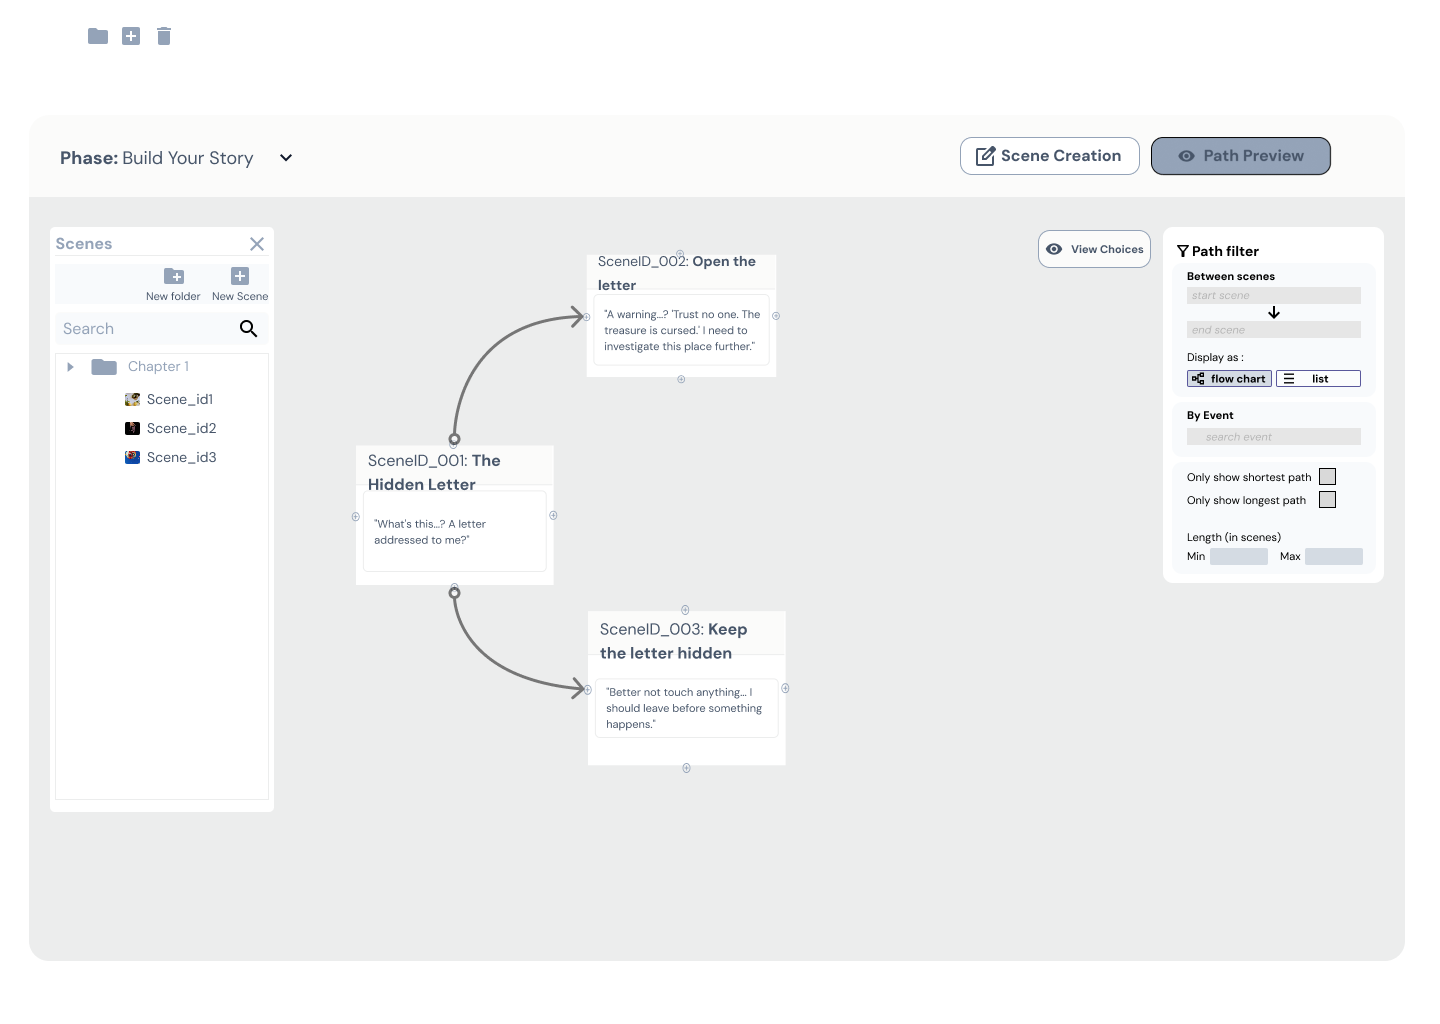 Phase: Build Your Story
Scene Creation
Path Preview
Scenes
New folder
New Scene
Search
Chapter 1
Scene_id1
Scene_id2
Scene_id3
SceneID_002: Open the
letter
"A warning...? 'Trust no one. The
treasure is cursed.' I need to
investigate this place further."
SceneID_001: The
Hidden Letter
"What's this...? A letter
addressed to me?"
SceneID_003: Keep
the letter hidden
"Better not touch anything... I
should leave before something
happens."
View Choices
Path filter
Between scenes
start scene
end scene
Display as :
flow chart
list
By Event
search event
Only show shortest path
Only show longest path
Length (in scenes)
Min
Max